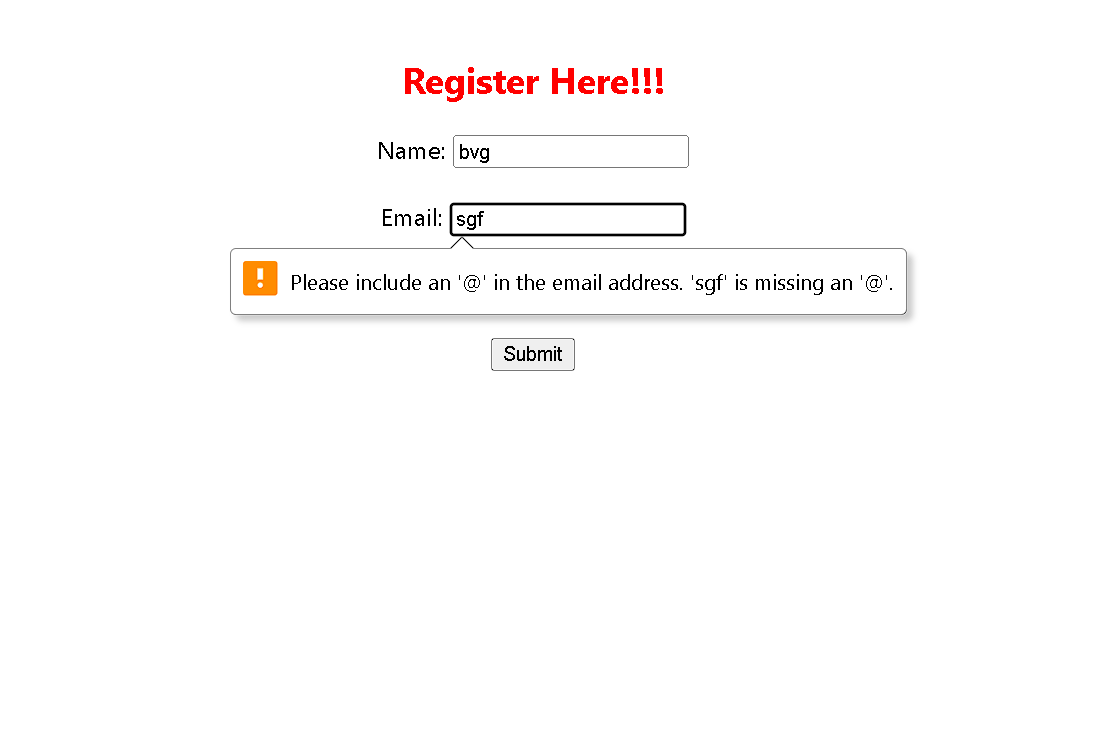 Register Here!!!
Name: bvg
Email: sgf
! Please include an '@' in the email address. 'sgf' is missing an '@'.
Submit